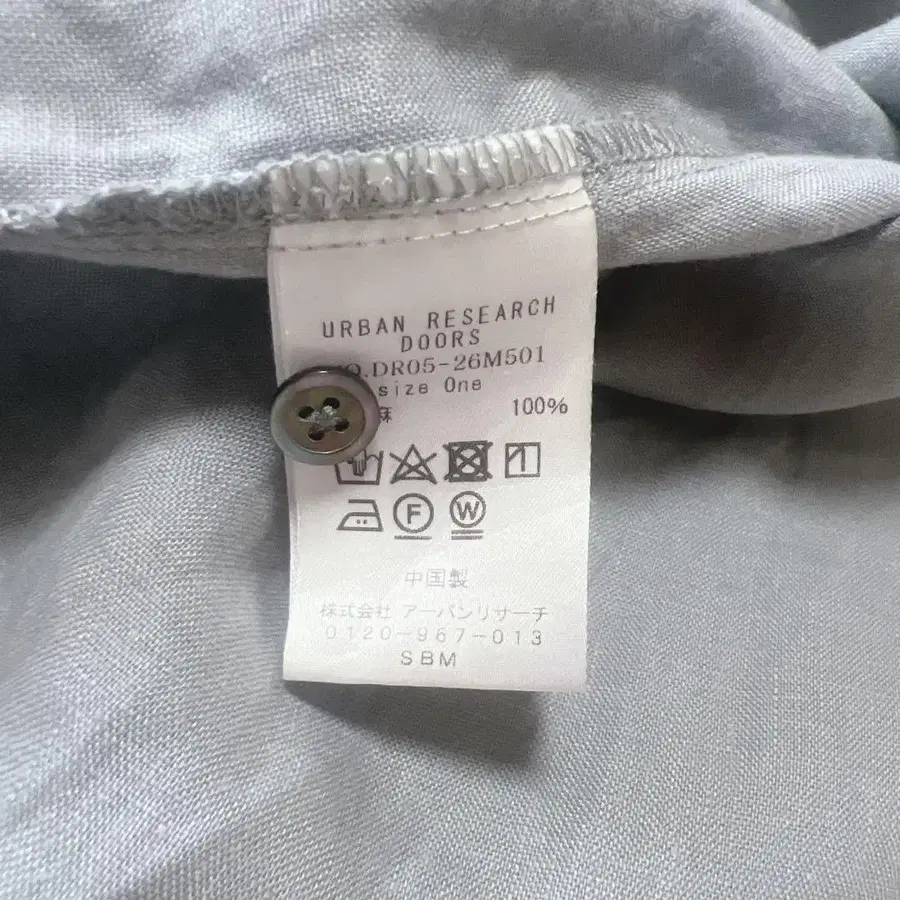 URBAN RESEARCH
DOORS
.DR05-26M501
size One
麻 100%
F W
中国製
株式会社 アーバンリサーチ
0120-967-013
SBM